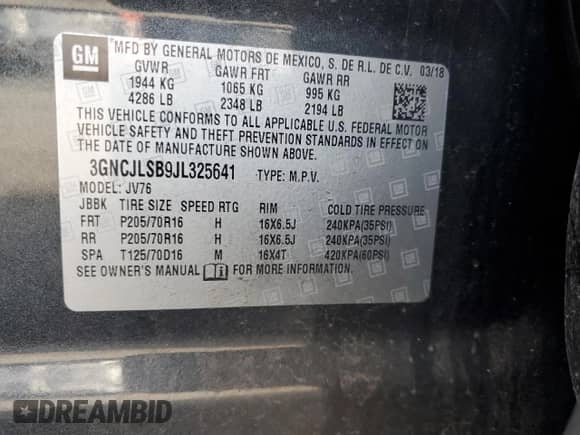 GM
MFD BY GENERAL MOTORS DE MEXICO, S. DE R.L. DE C.V. 03/18
GVWR GAWR FRT GAWR RR
1944 KG 1065 KG 995 KG
4286 LB 2348 LB 2194 LB
THIS VEHICLE CONFORMS TO ALL APPLICABLE U.S. FEDERAL MOTOR
VEHICLE SAFETY AND THEFT PREVENTION STANDARDS IN EFFECT ON
THE DATE OF MANUFACTURE SHOWN ABOVE.
3GNCJLSB9JL325641 TYPE: M.P.V.
MODEL: JV76
JBBK TIRE SIZE SPEED RTG RIM COLD TIRE PRESSURE
FRT P205/70R16 H 16X6.5J 240KPA(35PSI)
RR P205/70R16 H 16X6.5J 240KPA(35PSI)
SPA T125/70D16 M 16X4T 420KPA(60PSI)
SEE OWNER'S MANUAL FOR MORE INFORMATION
DREAMBID